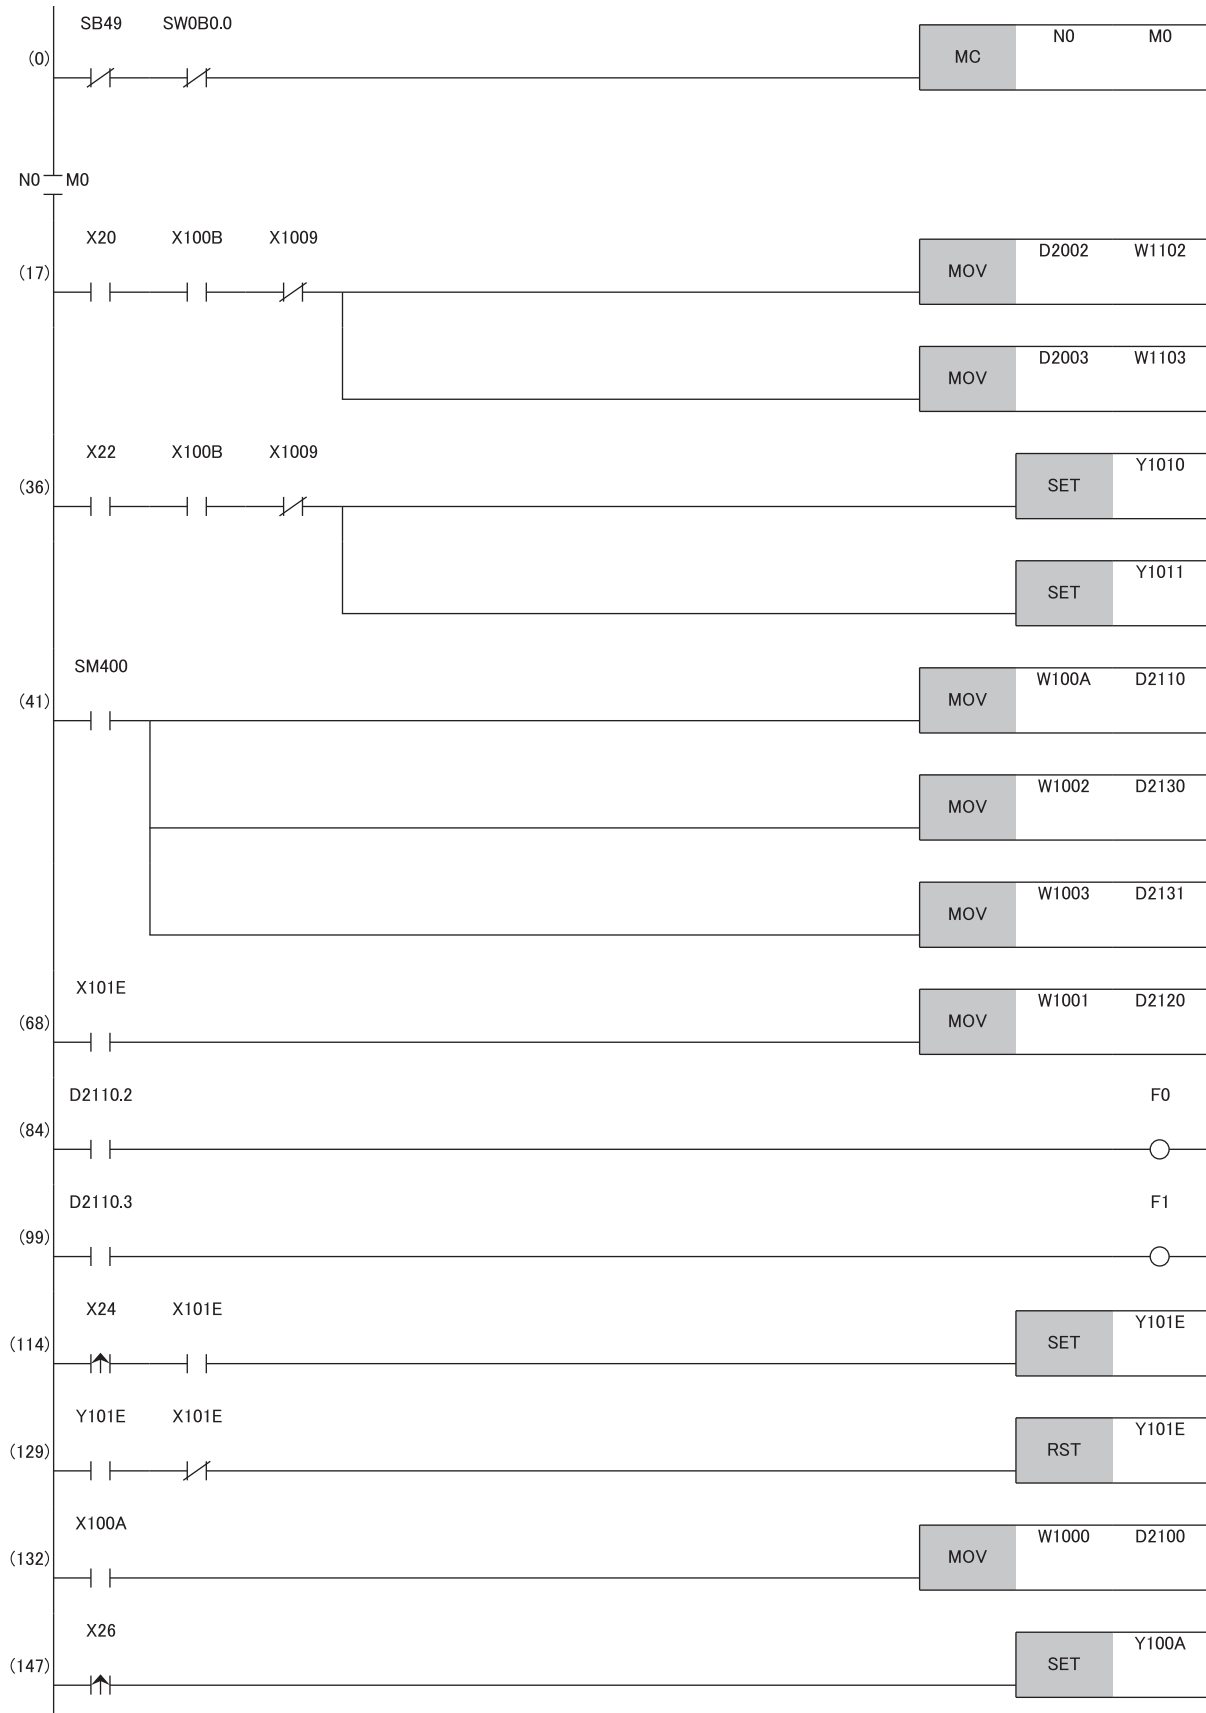 SB49 SW0B0.0
(0) MC N0 M0
N0 M0
X20 X100B X1009
(17) MOV D2002 W1102
MOV D2003 W1103
X22 X100B X1009
(36) SET Y1010
SET Y1011
SM400
(41) MOV W100A D2110
MOV W1002 D2130
MOV W1003 D2131
X101E
(68) MOV W1001 D2120
D2110.2 F0
(84)
D2110.3 F1
(99)
X24 X101E
(114) SET Y101E
Y101E X101E
(129) RST Y101E
X100A
(132) MOV W1000 D2100
X26
(147) SET Y100A